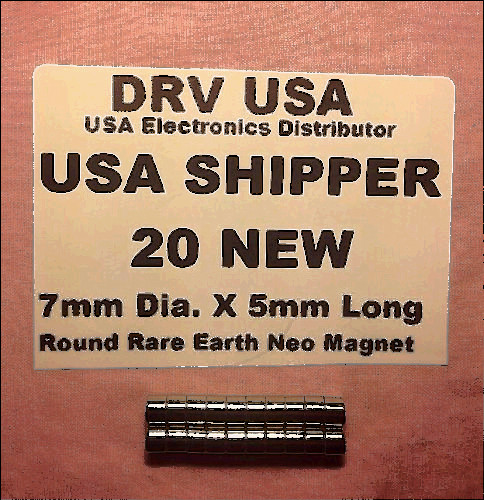 DRV USA
USA Electronics Distributor
USA SHIPPER
20 NEW
7mm Dia. X 5mm Long
Round Rare Earth Neo Magnet